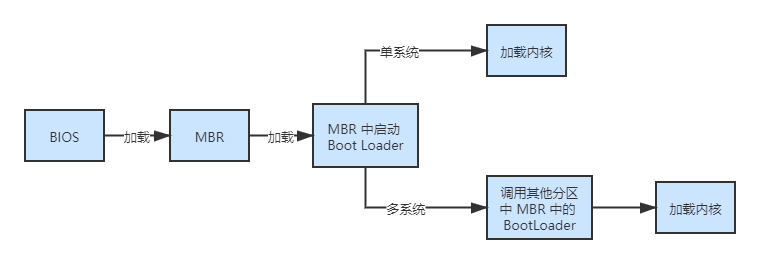 BIOS
加载
MBR
加载
MBR 中启动
Boot Loader
单系统
加载内核
多系统
调用其他分区
中 MBR 中的
BootLoader
加载内核